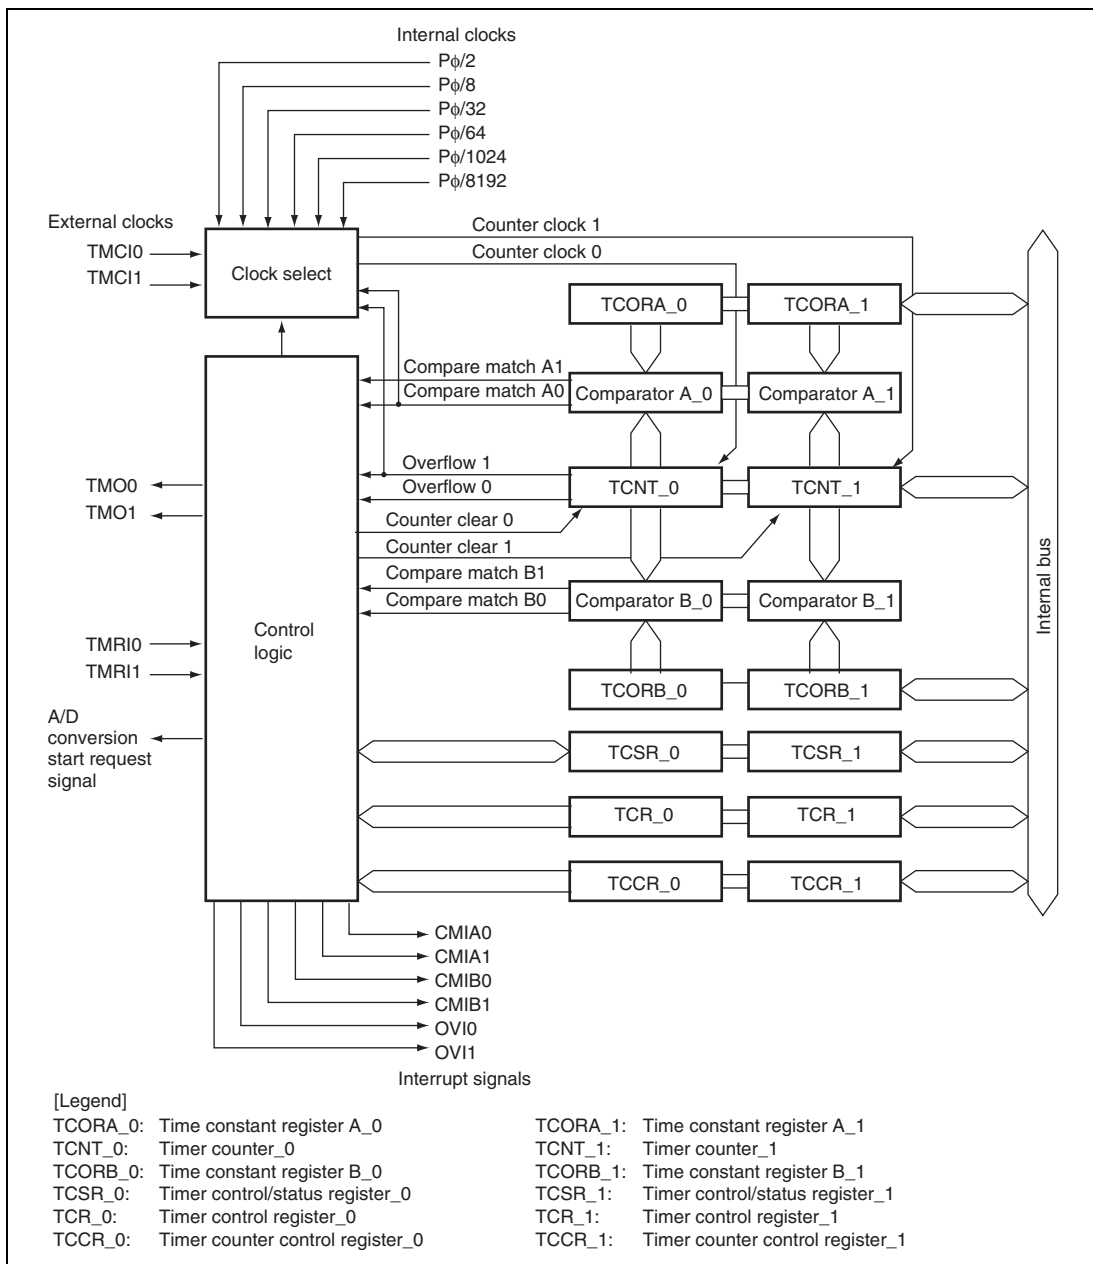 Internal clocks
Pϕ/2
Pϕ/8
Pϕ/32
Pϕ/64
Pϕ/1024
Pϕ/8192
External clocks
TMCI0
TMCI1
Clock select
Counter clock 1
Counter clock 0
TCORA_0
TCORA_1
Compare match A1
Compare match A0
Comparator A_0
Comparator A_1
Overflow 1
Overflow 0
TCNT_0
TCNT_1
TMO0
TMO1
Counter clear 0
Counter clear 1
Compare match B1
Compare match B0
Comparator B_0
Comparator B_1
Internal bus
Control
logic
TMRI0
TMRI1
TCORB_0
TCORB_1
A/D
conversion
start request
signal
TCSR_0
TCSR_1
TCR_0
TCR_1
TCCR_0
TCCR_1
CMIA0
CMIA1
CMIB0
CMIB1
OVI0
OVI1
Interrupt signals
[Legend]
TCORA_0: Time constant register A_0
TCNT_0: Timer counter_0
TCORB_0: Time constant register B_0
TCSR_0: Timer control/status register_0
TCR_0: Timer control register_0
TCCR_0: Timer counter control register_0
TCORA_1: Time constant register A_1
TCNT_1: Timer counter_1
TCORB_1: Time constant register B_1
TCSR_1: Timer control/status register_1
TCR_1: Timer control register_1
TCCR_1: Timer counter control register_1